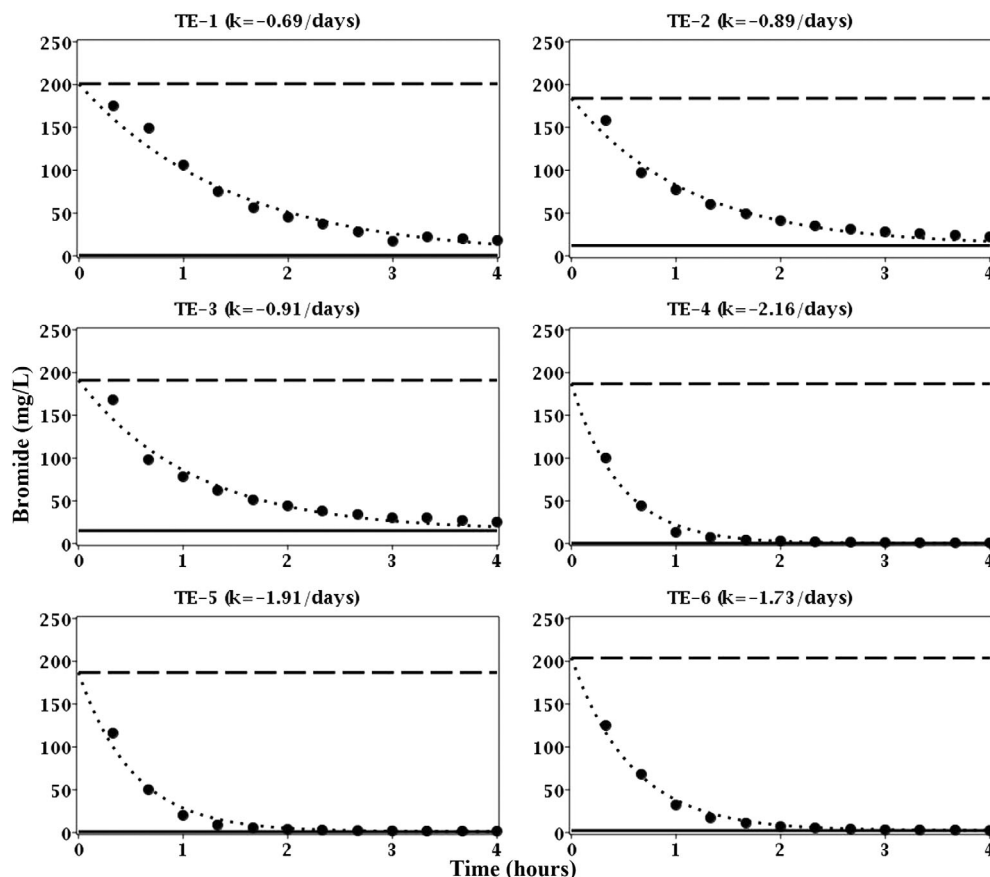 TE-1 (k=-0.69/days)
250
200
150
100
50
0
0 1 2 3 4
TE-2 (k=-0.89/days)
250
200
150
100
50
0
0 1 2 3 4
TE-3 (k=-0.91/days)
250
200
150
100
50
0
0 1 2 3 4
TE-4 (k=-2.16/days)
250
200
150
100
50
0
0 1 2 3 4
Bromide (mg/L)
TE-5 (k=-1.91/days)
250
200
150
100
50
0
0 1 2 3 4
TE-6 (k=-1.73/days)
250
200
150
100
50
0
0 1 2 3 4
Time (hours)